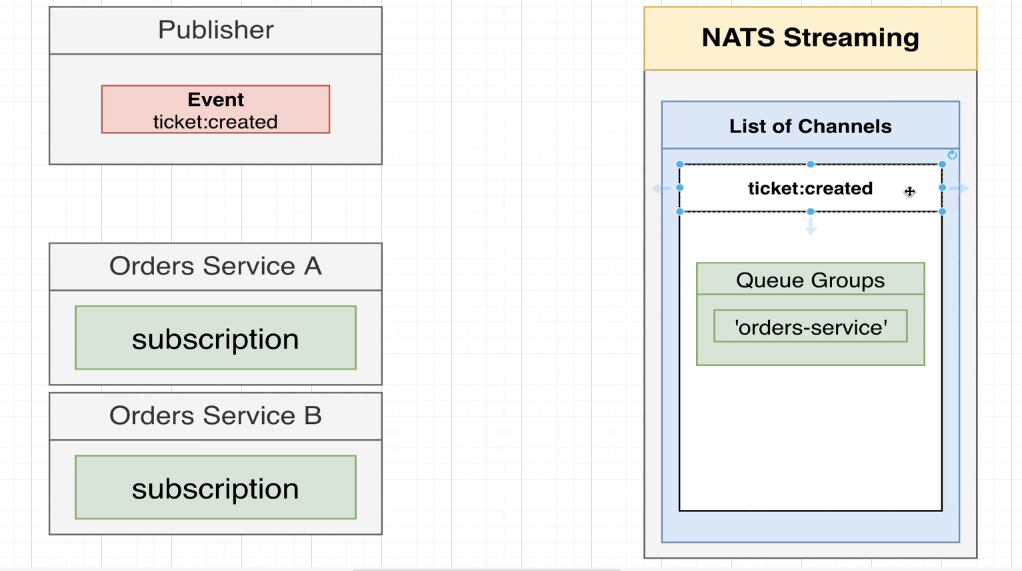 Publisher
Event
ticket:created
Orders Service A
subscription
Orders Service B
subscription
NATS Streaming
List of Channels
ticket:created
Queue Groups
'orders-service'